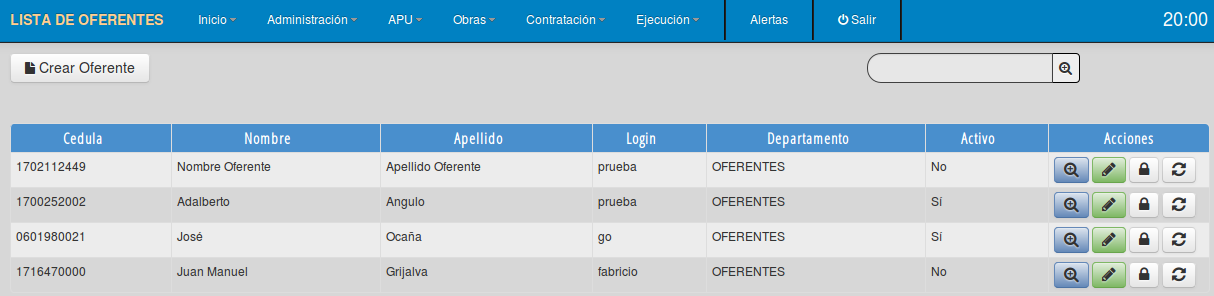 LISTA DE OFERENTES Inicio Administración APU Obras Contratación Ejecución Alertas Salir 20:00
Crear Oferente
Cedula Nombre Apellido Login Departamento Activo Acciones
1702112449 Nombre Oferente Apellido Oferente prueba OFERENTES No
1700252002 Adalberto Angulo prueba OFERENTES Sí
0601980021 José Ocaña go OFERENTES Sí
1716470000 Juan Manuel Grijalva fabricio OFERENTES No